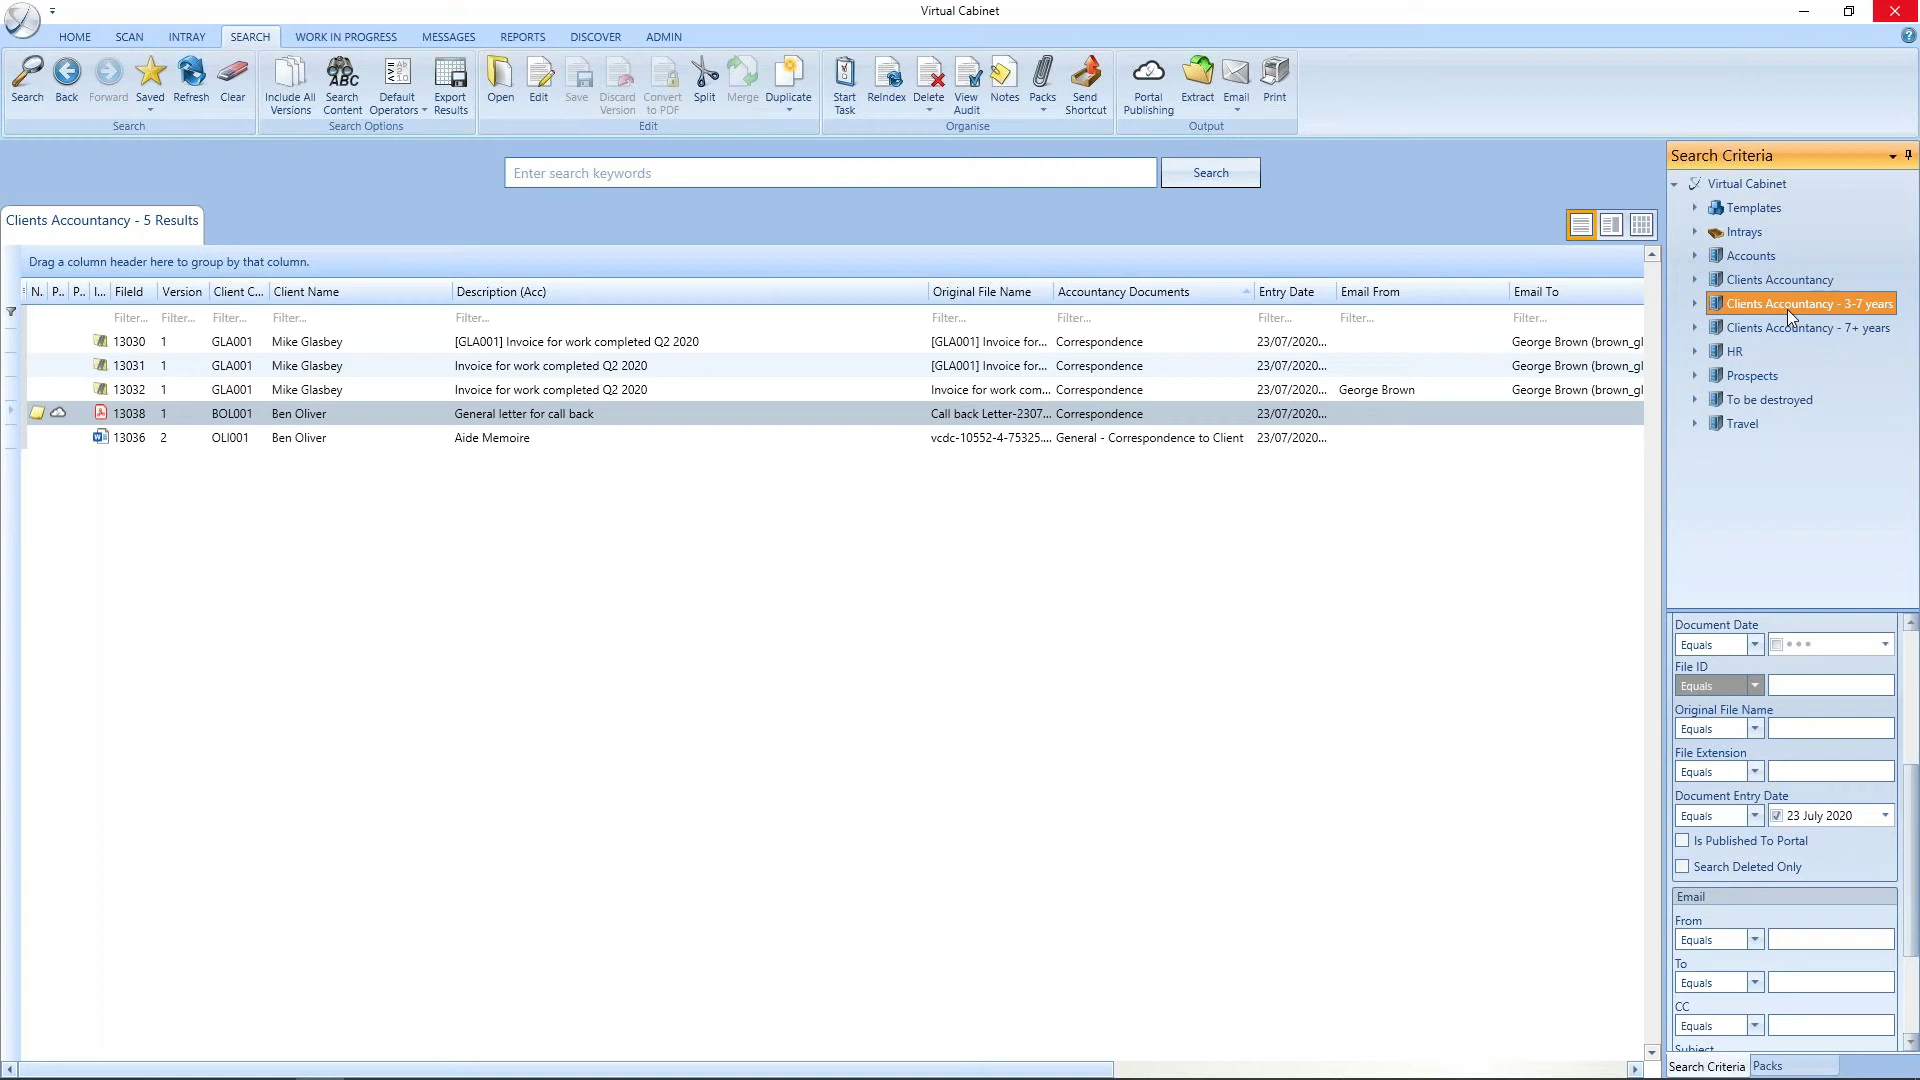 Virtual Cabinet
HOME SCAN INTRAY SEARCH WORK IN PROGRESS MESSAGES REPORTS DISCOVER ADMIN
Search Back Forward Saved Refresh Clear
Search
Include All Versions Search Content Default Operators Export Results
Search Options
Open Edit Save Discard Version Convert to PDF Split Merge Duplicate
Edit
Start Task ReIndex Delete View Audit Notes Packs Send Shortcut
Organise
Portal Publishing Extract Email Print
Output
Enter search keywords Search
Clients Accountancy - 5 Results
Drag a column header here to group by that column.
N. P.. P.. I... FileId Version Client C... Client Name Description (Acc) Original File Name Accountancy Documents Entry Date Email From Email To
Filter... Filter... Filter... Filter... Filter... Filter... Filter... Filter... Filter... Filter...
13030 1 GLA001 Mike Glasbey [GLA001] Invoice for work completed Q2 2020 [GLA001] Invoice for... Correspondence 23/07/2020... George Brown (brown_gl
13031 1 GLA001 Mike Glasbey Invoice for work completed Q2 2020 [GLA001] Invoice for... Correspondence 23/07/2020... George Brown (brown_gl
13032 1 GLA001 Mike Glasbey Invoice for work completed Q2 2020 Invoice for work com... Correspondence 23/07/2020... George Brown George Brown (brown_gl
13038 1 BOL001 Ben Oliver General letter for call back Call back Letter-2307... Correspondence 23/07/2020...
13036 2 OLI001 Ben Oliver Aide Memoire vcdc-10552-4-75325.... General - Correspondence to Client 23/07/2020...
Search Criteria
Virtual Cabinet
Templates
Intrays
Accounts
Clients Accountancy
Clients Accountancy - 3-7 years
Clients Accountancy - 7+ years
HR
Prospects
To be destroyed
Travel
Document Date
Equals
File ID
Equals
Original File Name
Equals
File Extension
Equals
Document Entry Date
Equals 23 July 2020
Is Published To Portal
Search Deleted Only
Email
From
Equals
To
Equals
CC
Equals
Subject
Search Criteria Packs